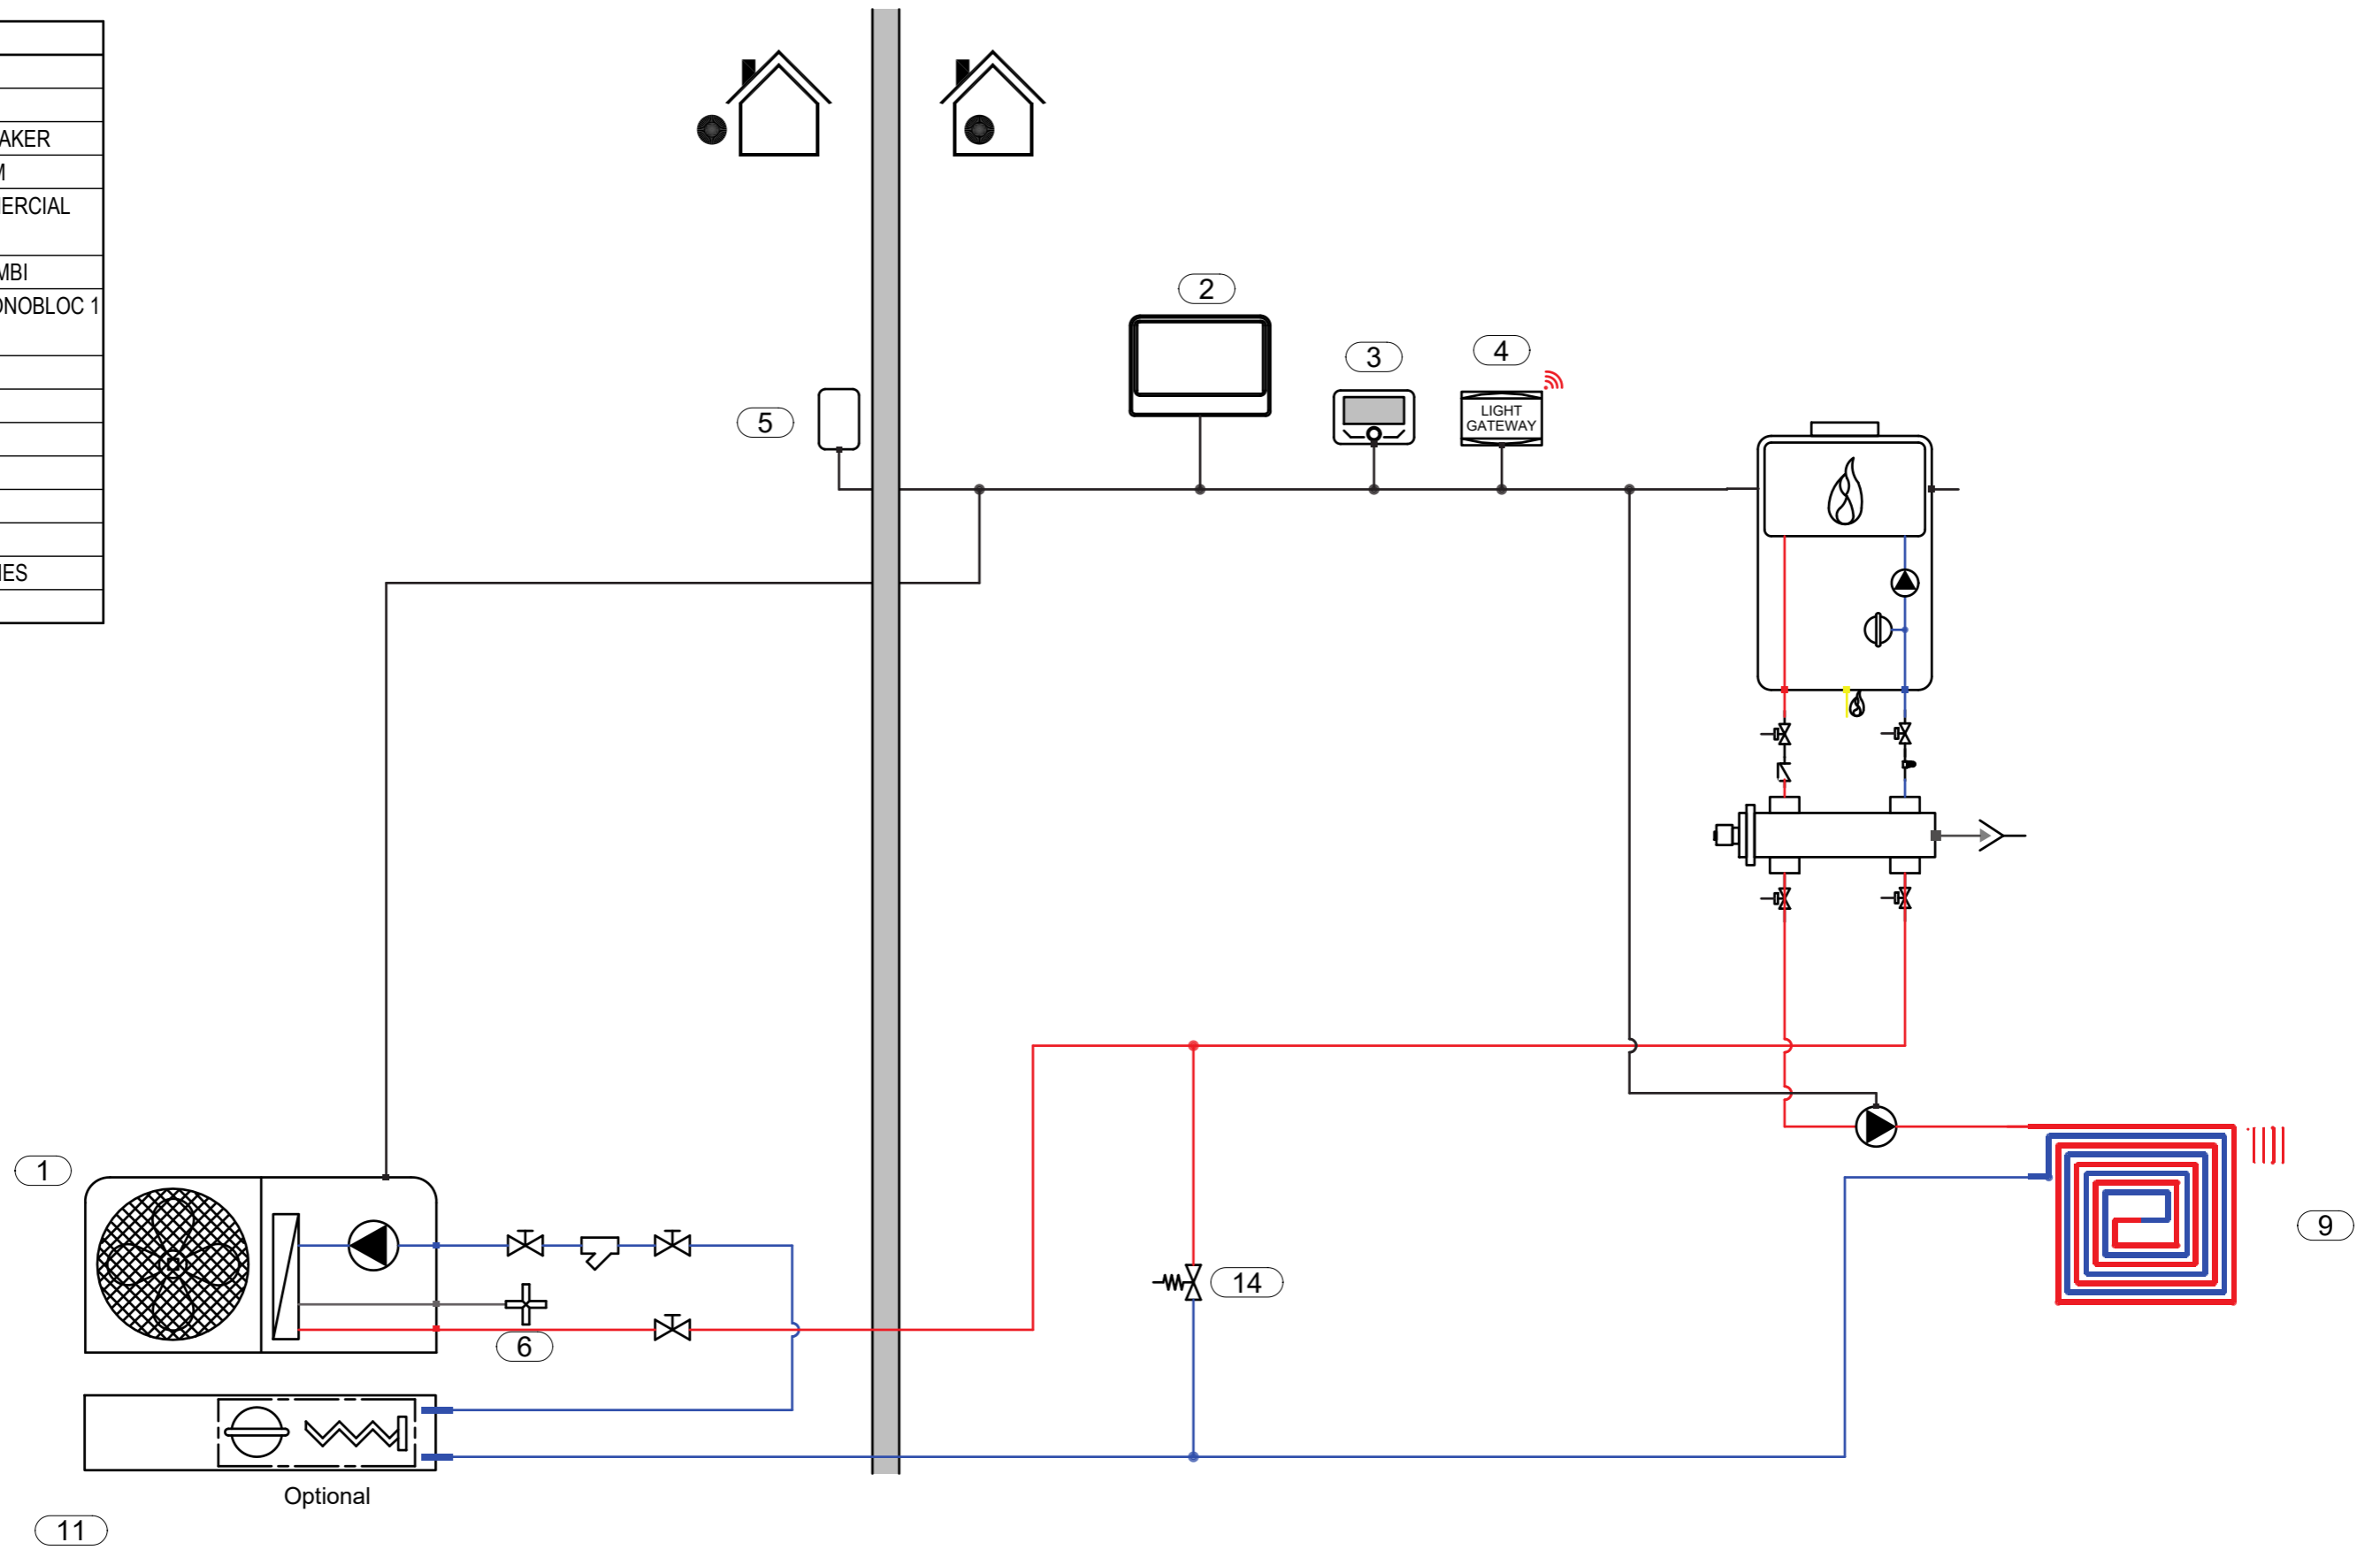 AKER
M
ERCIAL
MBI
ONOBLOC 1
IES
2
3
4
LIGHT
GATEWAY
5
1
6
14
9
Optional
11